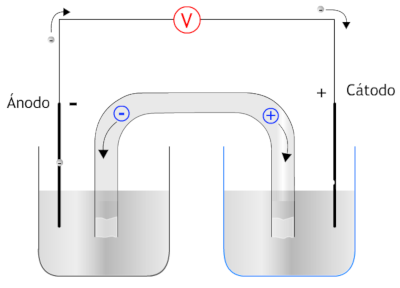 V
Ánodo -
+ Cátodo
- +